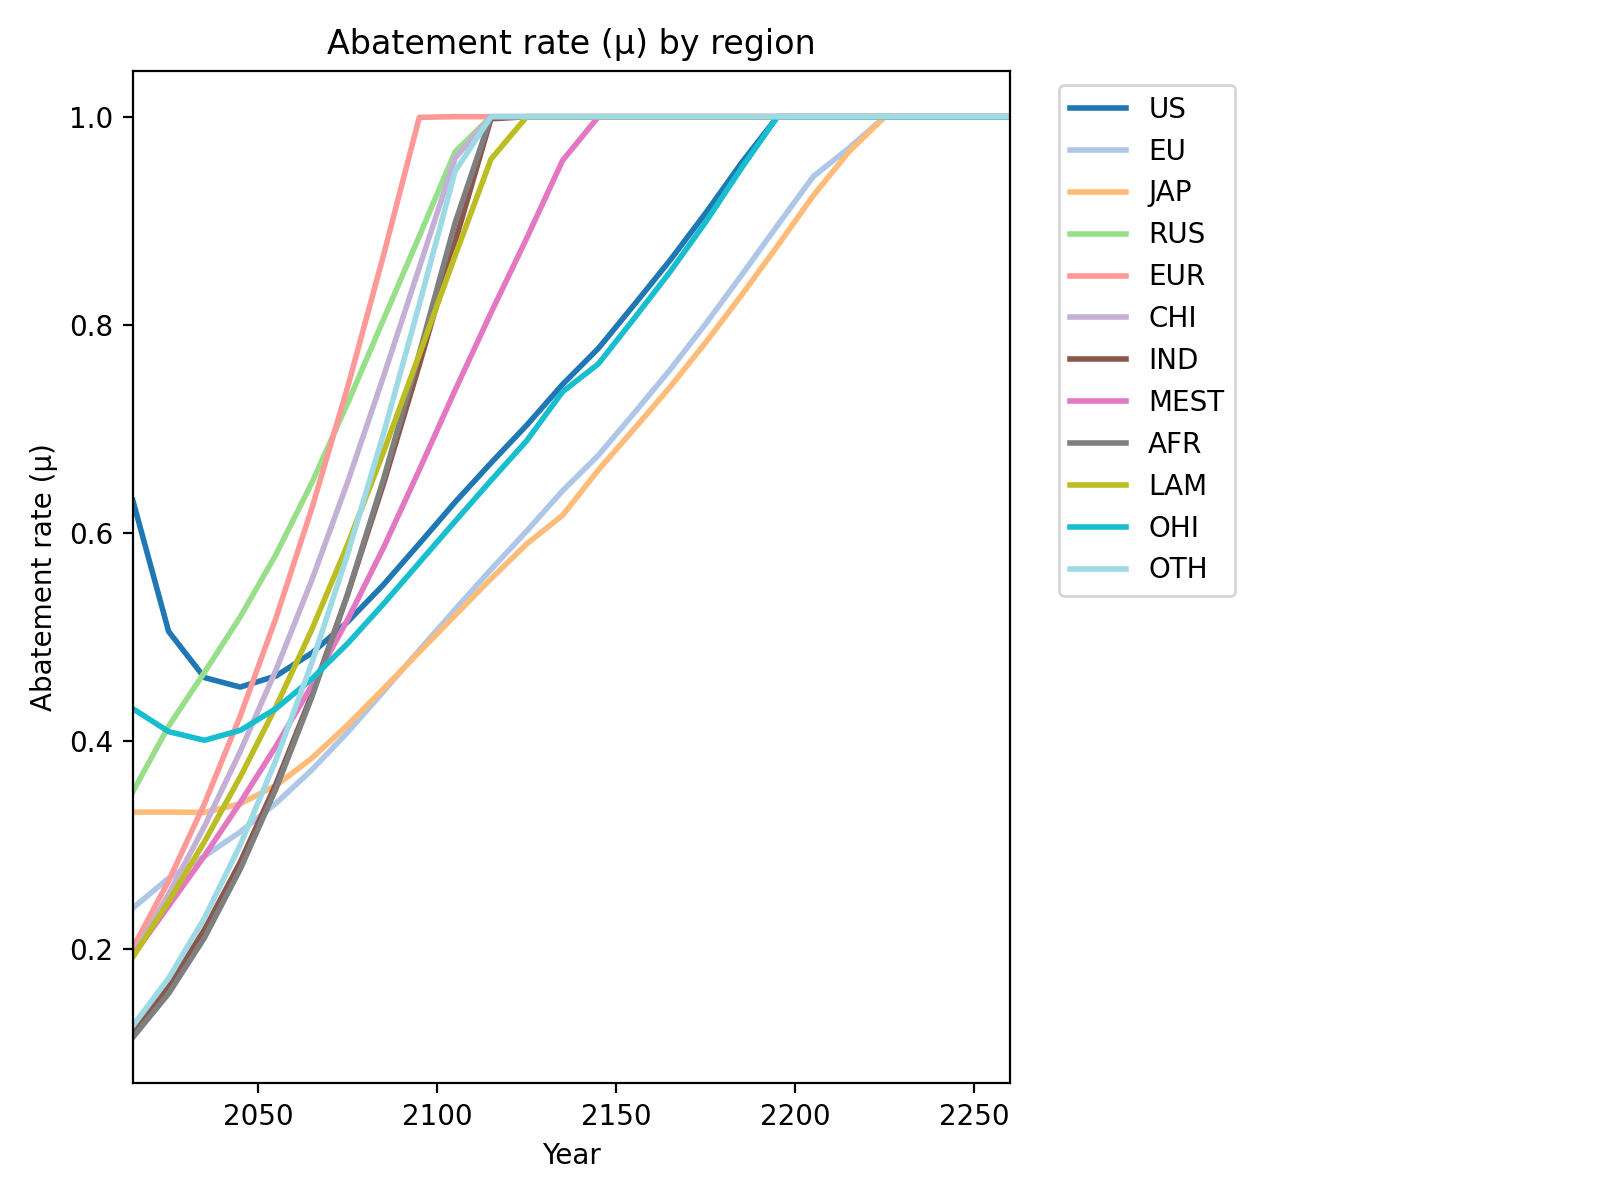 Abatement rate (μ) by region
Abatement rate (μ)
1.0
0.8
0.6
0.4
0.2
2050
2100
2150
2200
2250
Year
US
EU
JAP
RUS
EUR
CHI
IND
MEST
AFR
LAM
OHI
OTH